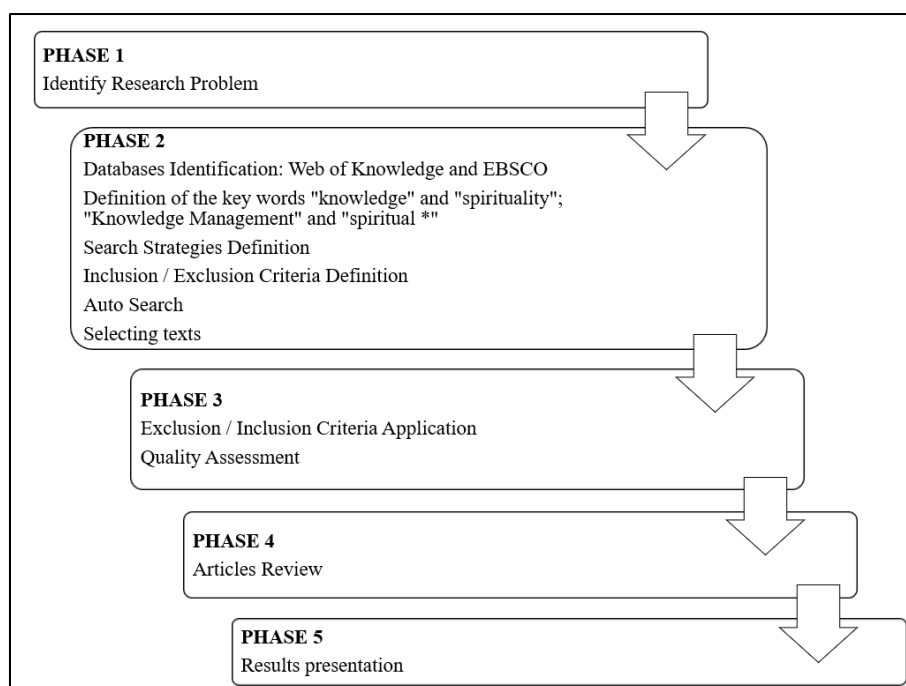 PHASE 1
Identify Research Problem
PHASE 2
Databases Identification: Web of Knowledge and EBSCO
Definition of the key words "knowledge" and "spirituality";
"Knowledge Management" and "spiritual *"
Search Strategies Definition
Inclusion / Exclusion Criteria Definition
Auto Search
Selecting texts
PHASE 3
Exclusion / Inclusion Criteria Application
Quality Assessment
PHASE 4
Articles Review
PHASE 5
Results presentation